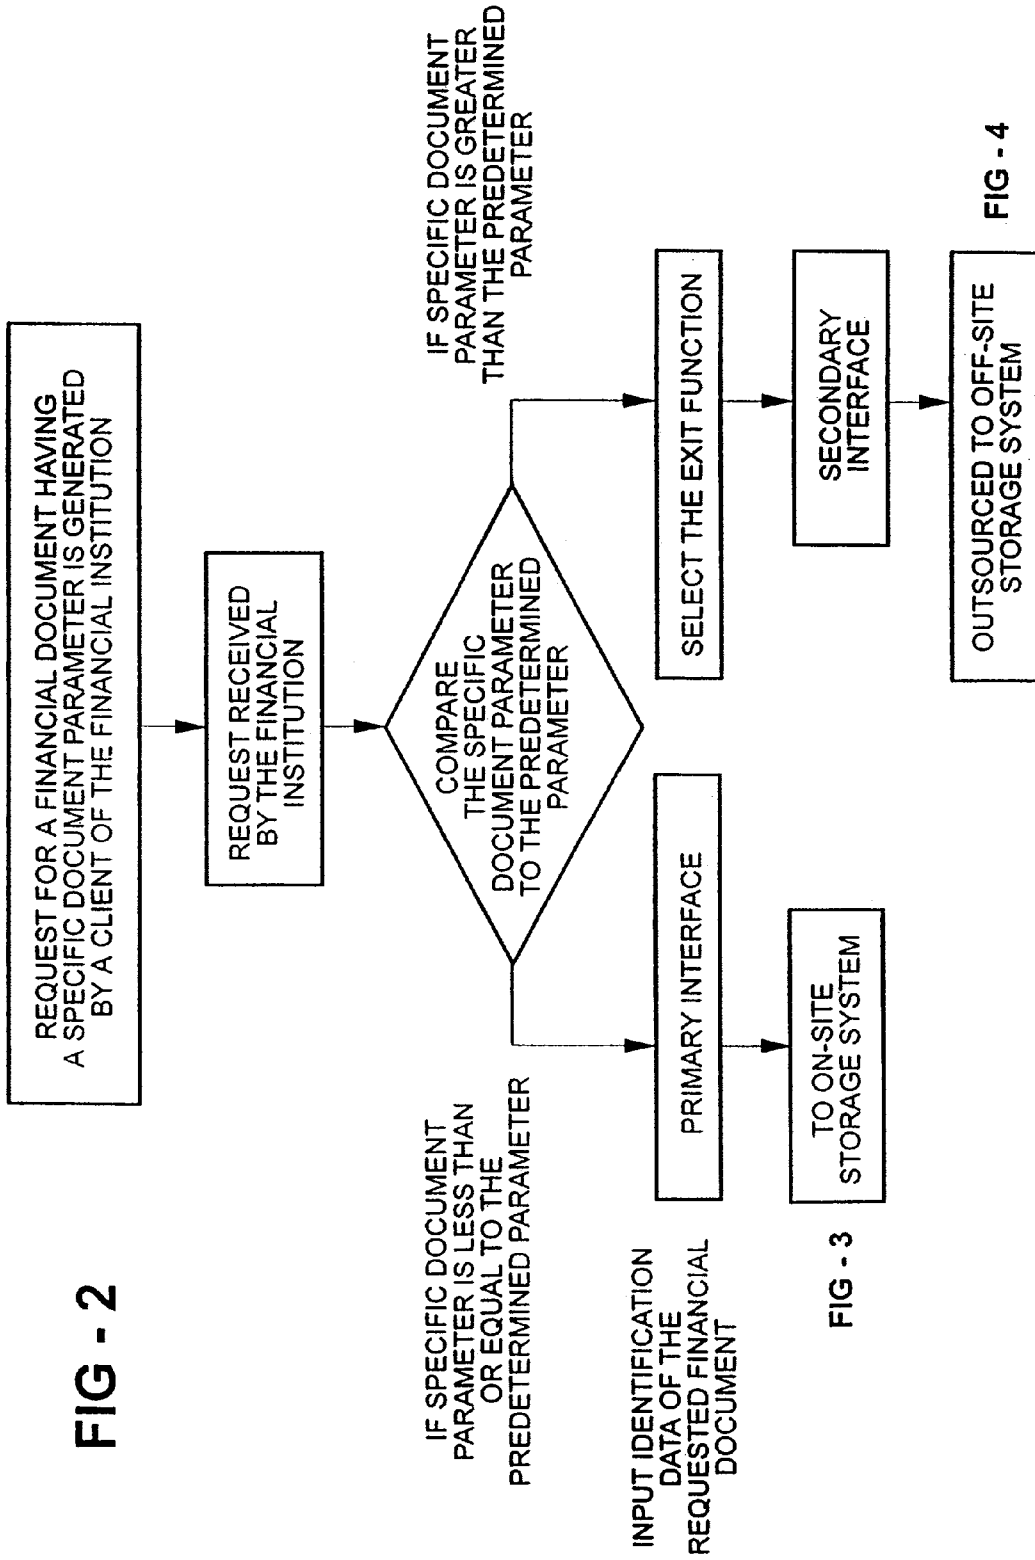 FIG - 2
REQUEST FOR A FINANCIAL DOCUMENT HAVING
A SPECIFIC DOCUMENT PARAMETER IS GENERATED
BY A CLIENT OF THE FINANCIAL INSTITUTION
REQUEST RECEIVED
BY THE FINANCIAL
INSTITUTION
COMPARE
THE SPECIFIC
DOCUMENT PARAMETER
TO THE PREDETERMINED
PARAMETER
IF SPECIFIC DOCUMENT
PARAMETER IS LESS THAN
OR EQUAL TO THE
PREDETERMINED PARAMETER
IF SPECIFIC DOCUMENT
PARAMETER IS GREATER
THAN THE PREDETERMINED
PARAMETER
INPUT IDENTIFICATION
DATA OF THE
REQUESTED FINANCIAL
DOCUMENT
PRIMARY INTERFACE
TO ON-SITE
STORAGE SYSTEM
FIG - 3
SELECT THE EXIT FUNCTION
SECONDARY
INTERFACE
OUTSOURCED TO OFF-SITE
STORAGE SYSTEM
FIG - 4